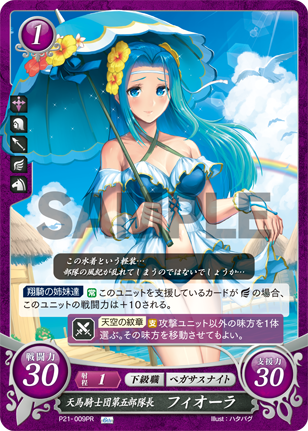 1
SAMPLE
この水着という軽装…
部隊の風紀が乱れてしまうのではないでしょうか…
翔騎の姉妹達 常 このユニットを支援しているカードが の場合、
このユニットの戦闘力は+10される。
天空の紋章 攻 攻撃ユニット以外の味方を1体
選ぶ。その味方を移動させてもよい。
戦闘力 30
射程 1 下級職 ペガサスナイト
支援力 30
P21-009PR
天馬騎士団第五部隊長 フィオーラ
Illust：ハタパグ